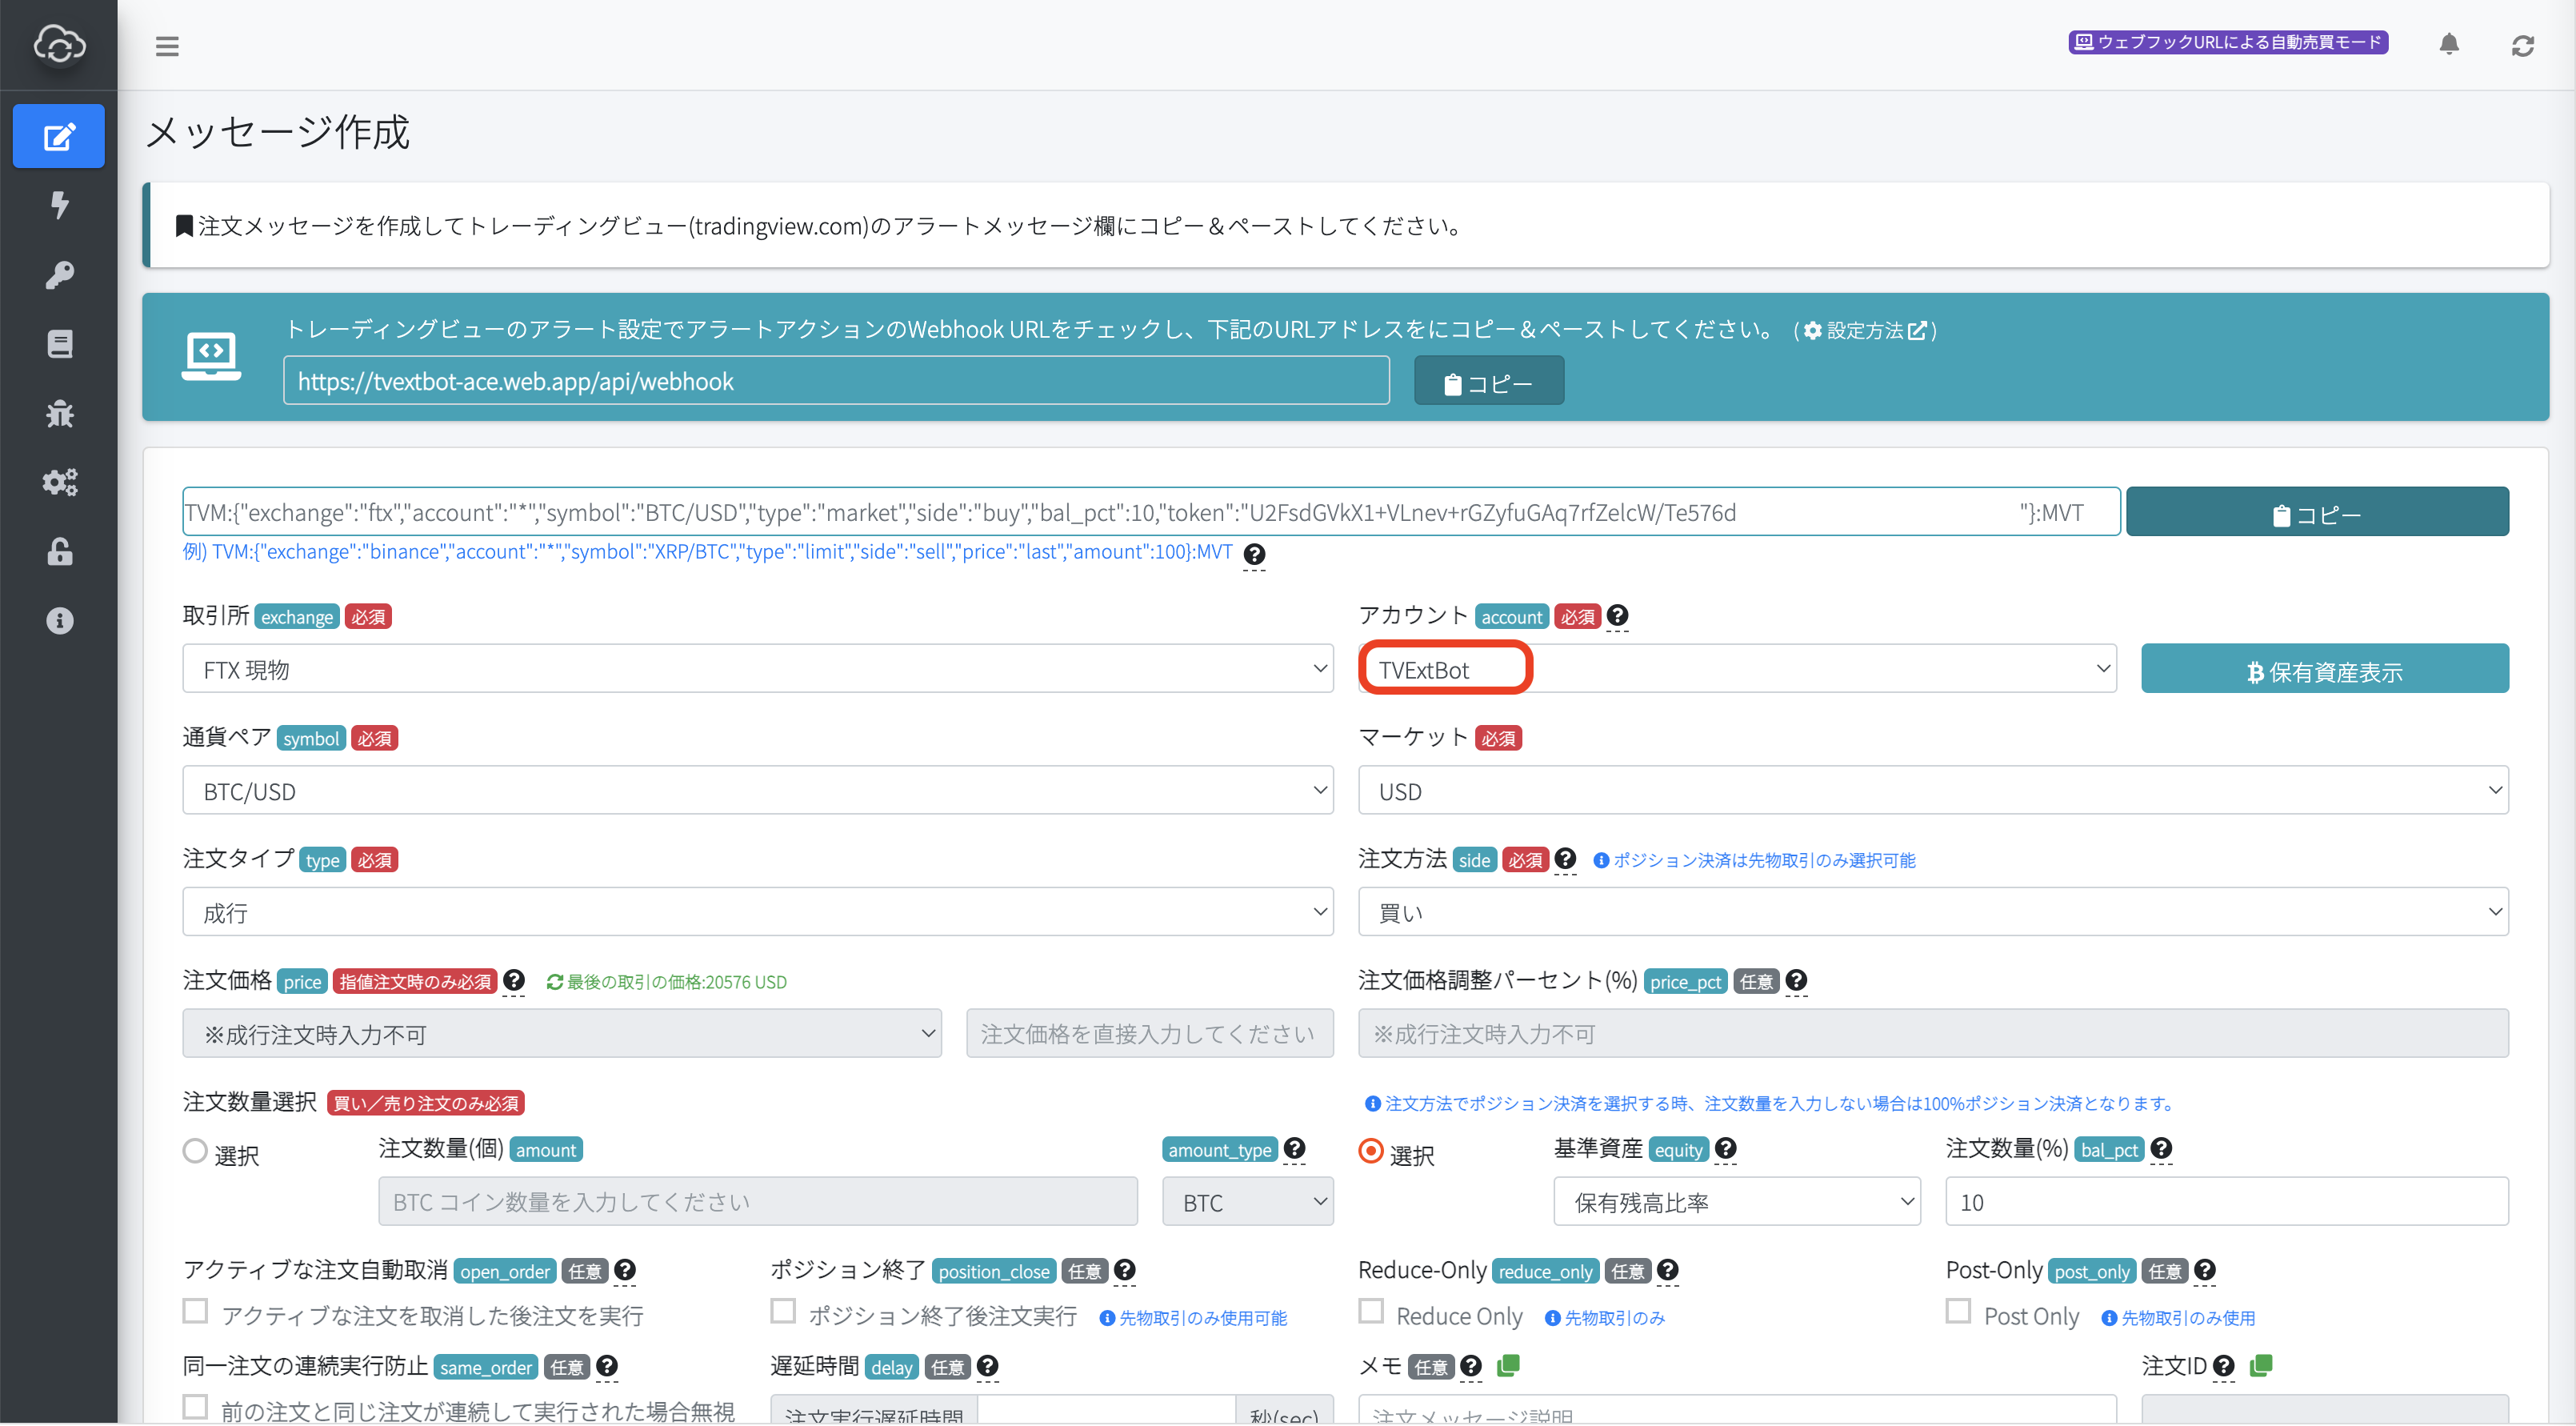 ウェブフックURLによる自動売買モード
メッセージ作成
注文メッセージを作成してトレーディングビュー(tradingview.com)のアラートメッセージ欄にコピー＆ペーストしてください。
トレーディングビューのアラート設定でアラートアクションのWebhook URLをチェックし、下記のURLアドレスをにコピー＆ペーストしてください。 (設定方法)
https://tvextbot-ace.web.app/api/webhook コピー
TVM:{"exchange":"ftx","account":"*","symbol":"BTC/USD","type":"market","side":"buy","bal_pct":10,"token":"U2FsdGVkX1+VLnev+rGZyfuGAq7rfZelcW/Te576d "}:MVT コピー
例) TVM:{"exchange":"binance","account":"*","symbol":"XRP/BTC","type":"limit","side":"sell","price":"last","amount":100}:MVT
取引所 exchange 必須 アカウント account 必須
FTX 現物 TVExtBot 保有資産表示
通貨ペア symbol 必須 マーケット 必須
BTC/USD USD
注文タイプ type 必須 注文方法 side 必須 ポジション決済は先物取引のみ選択可能
成行 買い
注文価格 price 指値注文時のみ必須 最後の取引の価格:20576 USD 注文価格調整パーセント(%) price_pct 任意
※成行注文時入力不可 注文価格を直接入力してください ※成行注文時入力不可
注文数量選択 買い／売り注文のみ必須 注文方法でポジション決済を選択する時、注文数量を入力しない場合は100%ポジション決済となります。
選択 注文数量(個) amount amount_type 選択 基準資産 equity 注文数量(%) bal_pct
BTC コイン数量を入力してください BTC 保有残高比率 10
アクティブな注文自動取消 open_order 任意 ポジション終了 position_close 任意 Reduce-Only reduce_only 任意 Post-Only post_only 任意
アクティブな注文を取消した後注文を実行 ポジション終了後注文実行 先物取引のみ使用可能 Reduce Only 先物取引のみ Post Only 先物取引のみ使用
同一注文の連続実行防止 same_order 任意 遅延時間 delay 任意 メモ 任意 注文ID
前の注文と同じ注文が連続して実行された場合無視 注文実行遅延時間 秒(sec) 注文メッセージ説明